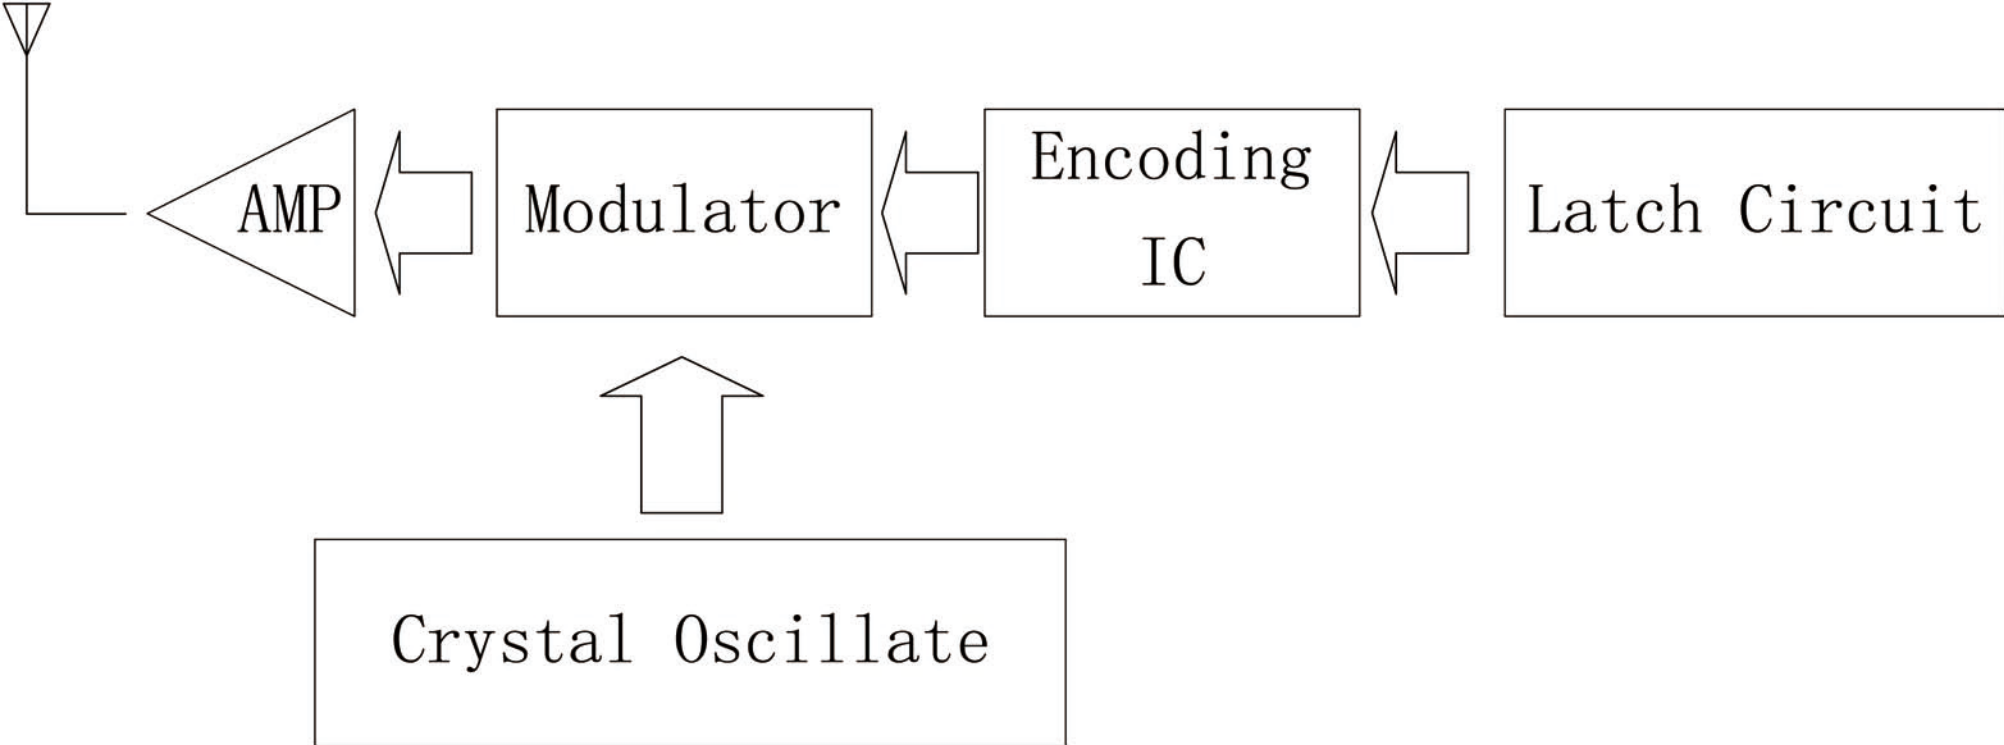 AMP
Modulator
Encoding
IC
Latch Circuit
Crystal Oscillate